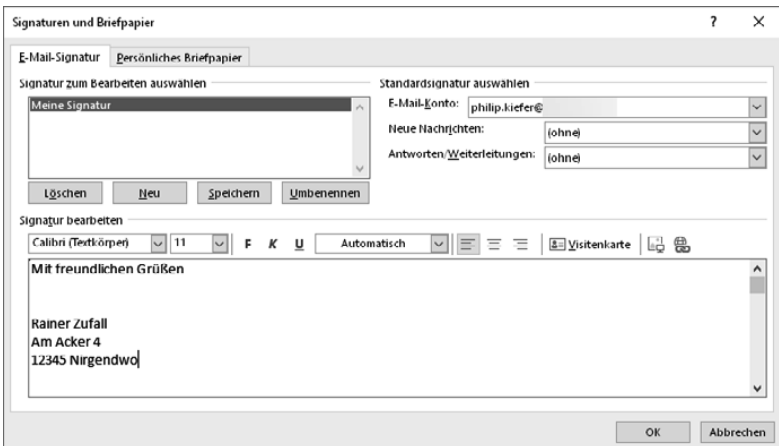 Signaturen und Briefpapier
E-Mail-Signatur Persönliches Briefpapier
Signatur zum Bearbeiten auswählen
Meine Signatur
Löschen Neu Speichern Umbenennen
Standardsignatur auswählen
E-Mail-Konto: philip.kiefer@
Neue Nachrichten: (ohne)
Antworten/Weiterleitungen: (ohne)
Signatur bearbeiten
Calibri (Textkörper) 11 F K U Automatisch Visitenkarte
Mit freundlichen Grüßen
Rainer Zufall
Am Acker 4
12345 Nirgendwo
OK Abbrechen